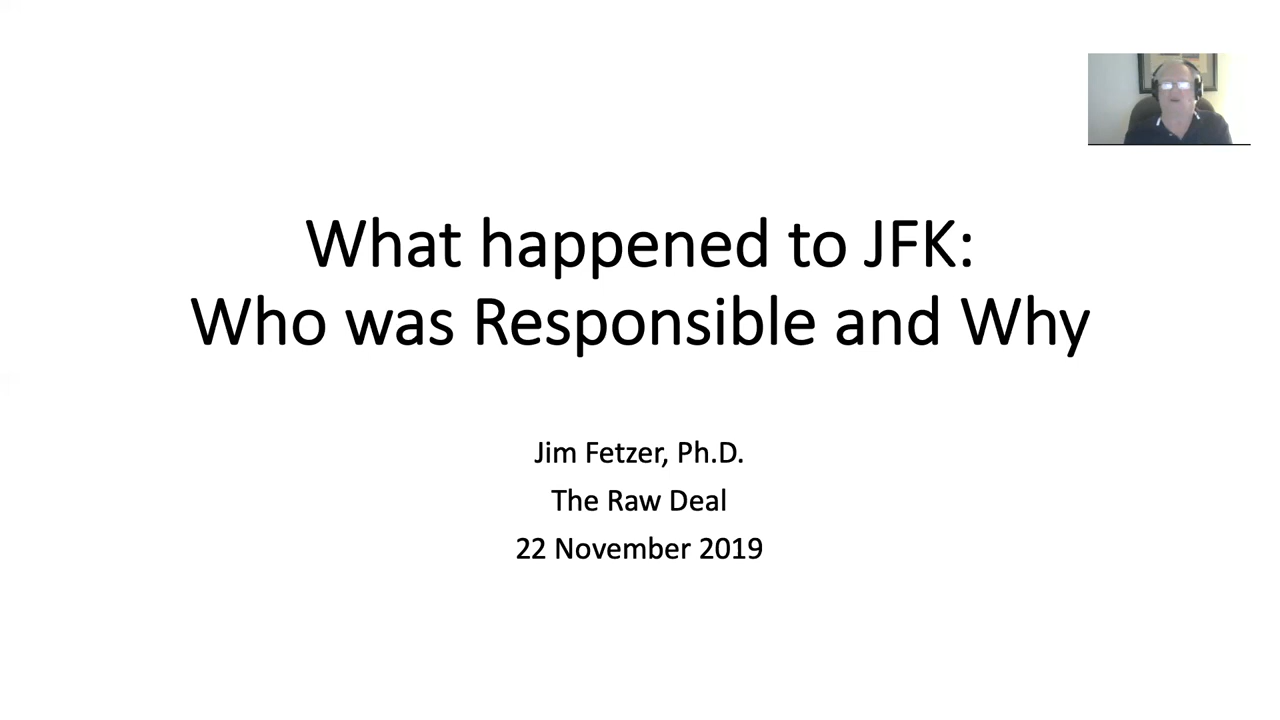 What happened to JFK:
Who was Responsible and Why
Jim Fetzer, Ph.D.
The Raw Deal
22 November 2019